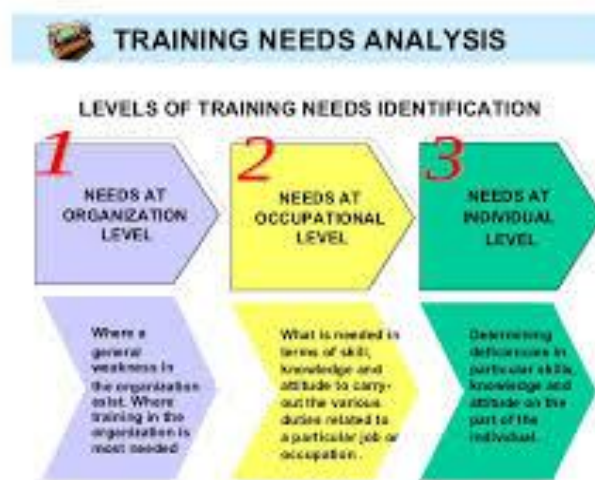 TRAINING NEEDS ANALYSIS
LEVELS OF TRAINING NEEDS IDENTIFICATION
1
NEEDS AT
ORGANIZATION
LEVEL
2
NEEDS AT
OCCUPATIONAL
LEVEL
3
NEEDS AT
INDIVIDUAL
LEVEL
Where a
general
weakness in
the organization
exist. Where
training in the
organization is
most needed
What is needed in
terms of skill,
knowledge and
attitude to carry-
out the various
duties related to
a particular job or
occupation.
Determining
deficiencies in
particular skills,
knowledge and
attitude on the
part of the
individual.